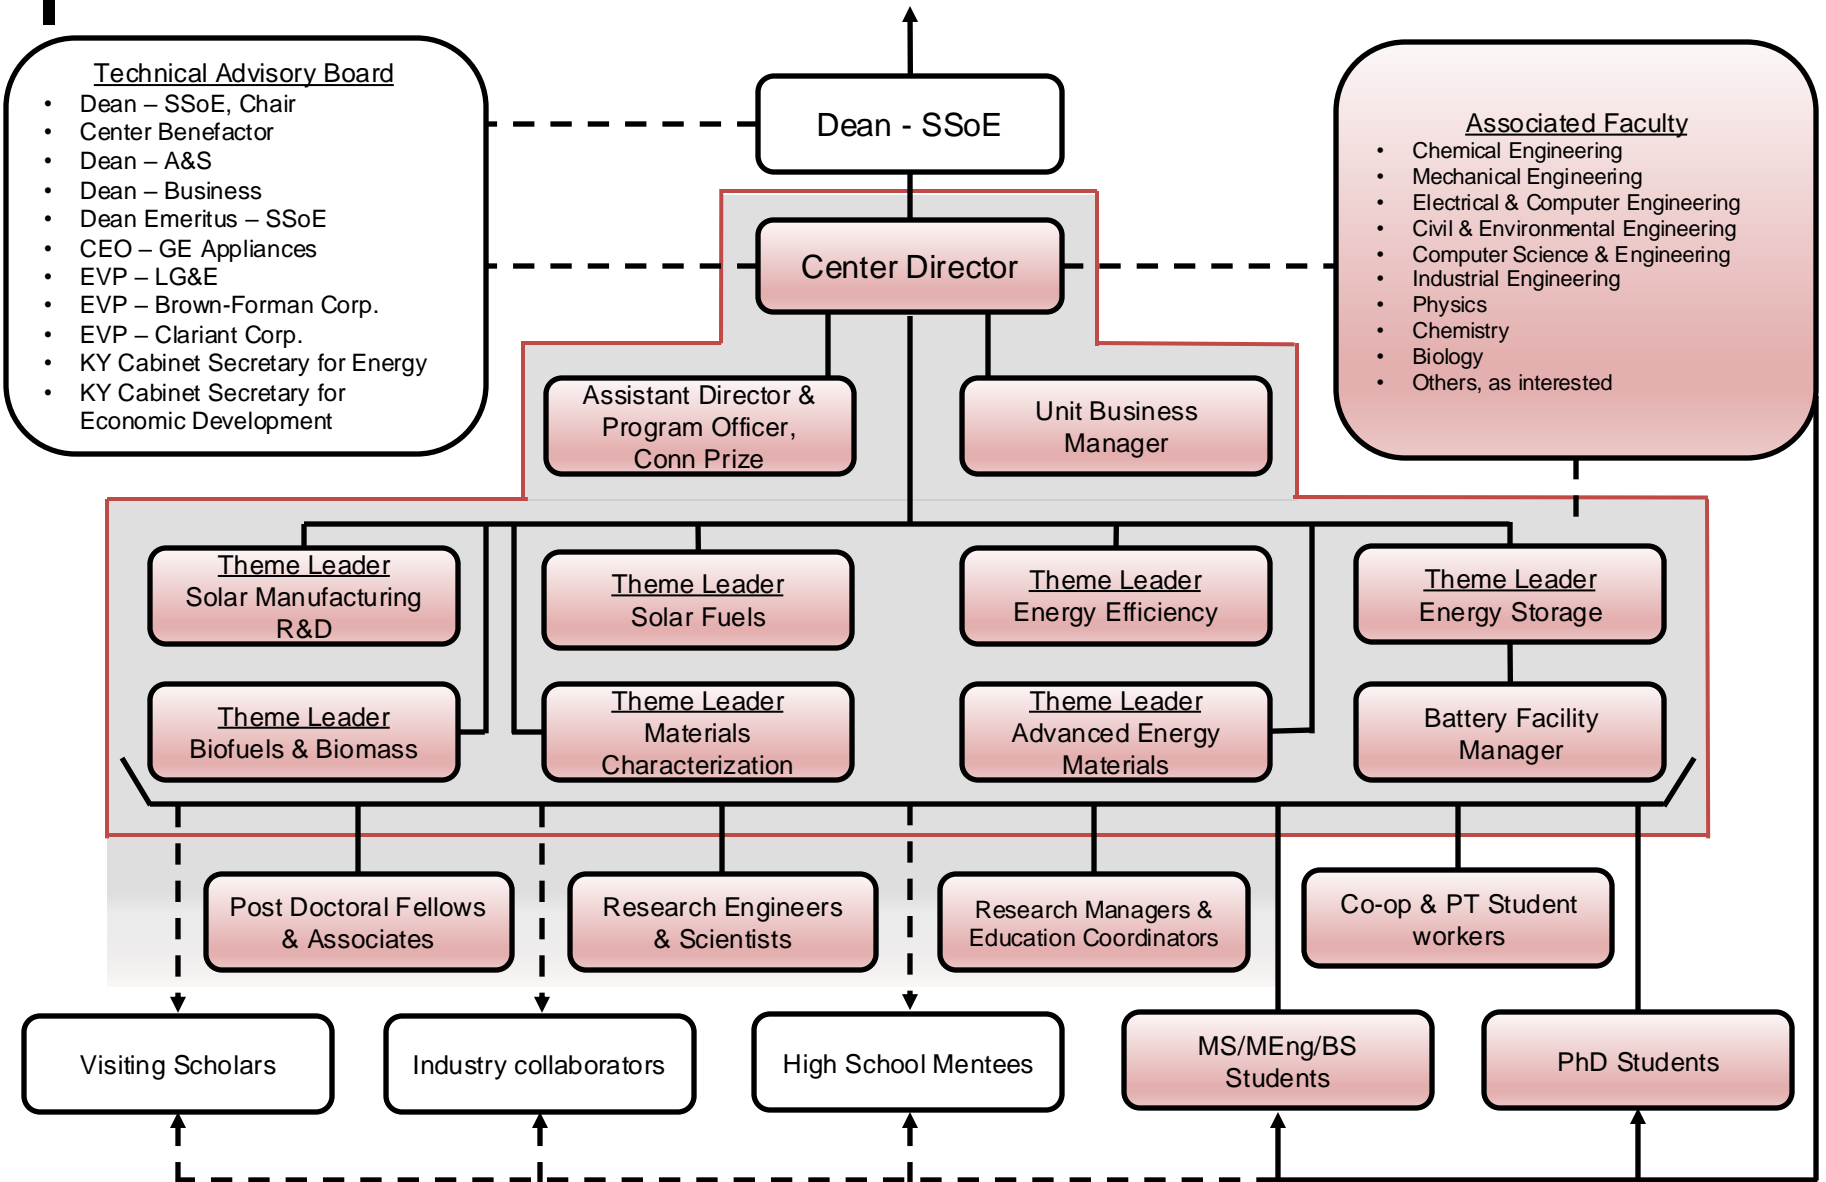 Technical Advisory Board
• Dean – SSoE, Chair
• Center Benefactor
• Dean – A&S
• Dean – Business
• Dean Emeritus – SSoE
• CEO – GE Appliances
• EVP – LG&E
• EVP – Brown-Forman Corp.
• EVP – Clariant Corp.
• KY Cabinet Secretary for Energy
• KY Cabinet Secretary for
Economic Development
Dean - SSoE
Center Director
Associated Faculty
• Chemical Engineering
• Mechanical Engineering
• Electrical & Computer Engineering
• Civil & Environmental Engineering
• Computer Science & Engineering
• Industrial Engineering
• Physics
• Chemistry
• Biology
• Others, as interested
Assistant Director &
Program Officer,
Conn Prize
Unit Business
Manager
Theme Leader
Solar Manufacturing
R&D
Theme Leader
Solar Fuels
Theme Leader
Energy Efficiency
Theme Leader
Energy Storage
Theme Leader
Biofuels & Biomass
Theme Leader
Materials
Characterization
Theme Leader
Advanced Energy
Materials
Battery Facility
Manager
Post Doctoral Fellows
& Associates
Research Engineers
& Scientists
Research Managers &
Education Coordinators
Co-op & PT Student
workers
Visiting Scholars
Industry collaborators
High School Mentees
MS/MEng/BS
Students
PhD Students